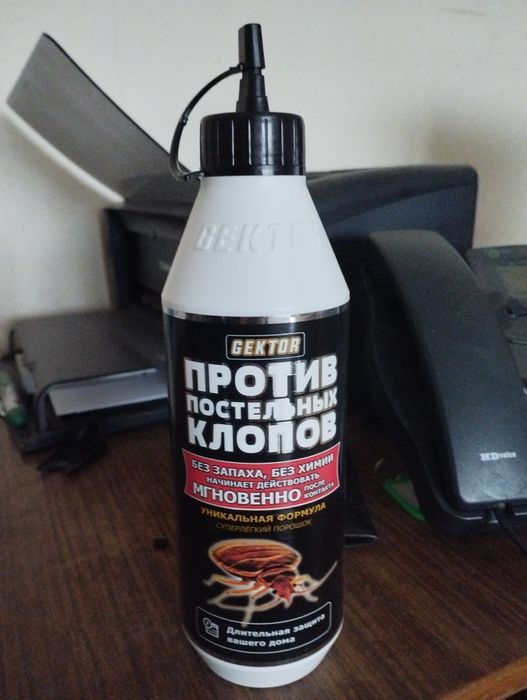 GEKTOR
GEKTOR
ПРОТИВ
ПОСТЕЛЬНЫХ
КЛОПОВ
БЕЗ ЗАПАХА, БЕЗ ХИМИИ
НАЧИНАЕТ ДЕЙСТВОВАТЬ
МГНОВЕННО ПОСЛЕ КОНТАКТА
УНИКАЛЬНАЯ ФОРМУЛА
СУПЕРЛЁГКИЙ ПОРОШОК
Длительная защита
вашего дома
HDvoice